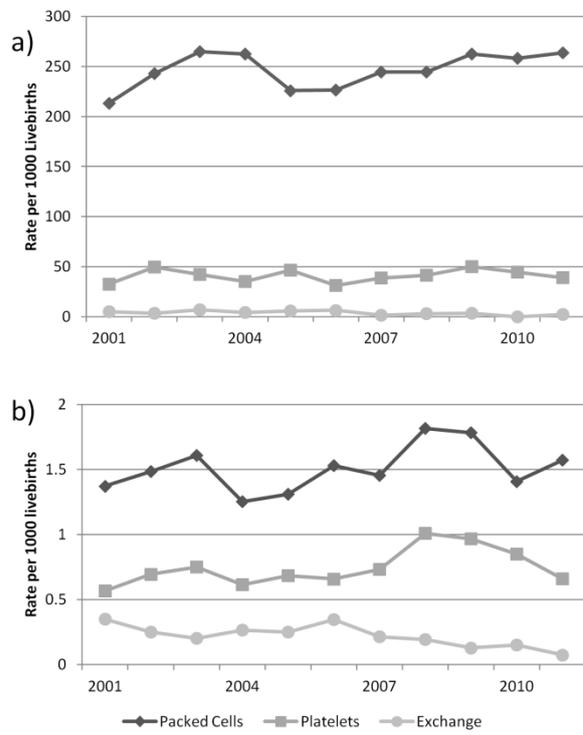 a)
Rate per 1000 Livebirths
300
250
200
150
100
50
0
2001 2004 2007 2010
b)
Rate per 1000 livebirths
2
1.5
1
0.5
0
2001 2004 2007 2010
Packed Cells Platelets Exchange